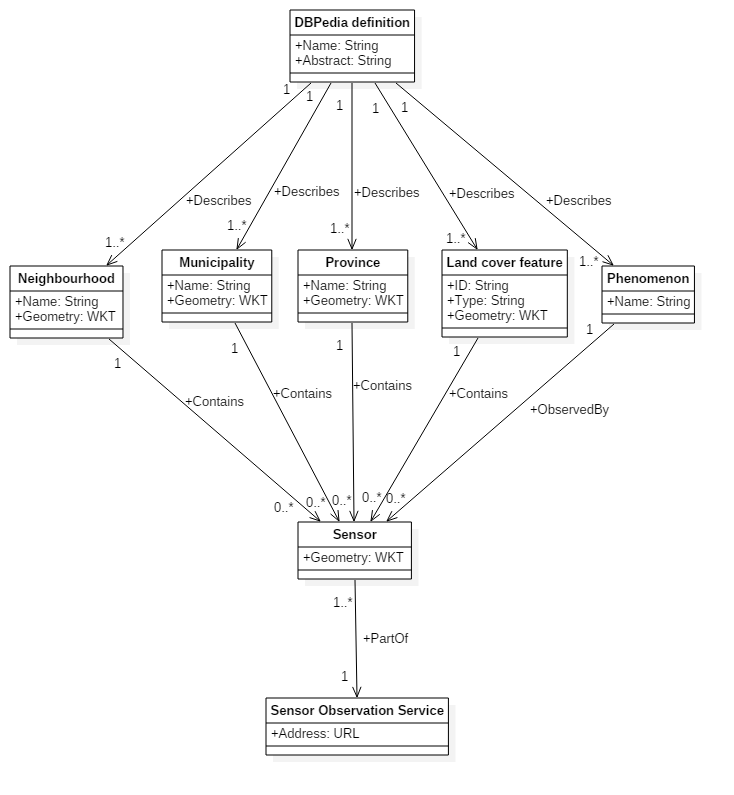 DBPedia definition
+Name: String
+Abstract: String
1
1
1
1
1
+Describes
+Describes
+Describes
+Describes
+Describes
1..*
1..*
1..*
1..*
1..*
Neighbourhood
+Name: String
+Geometry: WKT
Municipality
+Name: String
+Geometry: WKT
Province
+Name: String
+Geometry: WKT
Land cover feature
+ID: String
+Type: String
+Geometry: WKT
Phenomenon
+Name: String
1
1
1
1
1
+Contains
+Contains
+Contains
+Contains
+ObservedBy
0..*
0..*
0..*
0..*
0..*
Sensor
+Geometry: WKT
1..*
+PartOf
1
Sensor Observation Service
+Address: URL